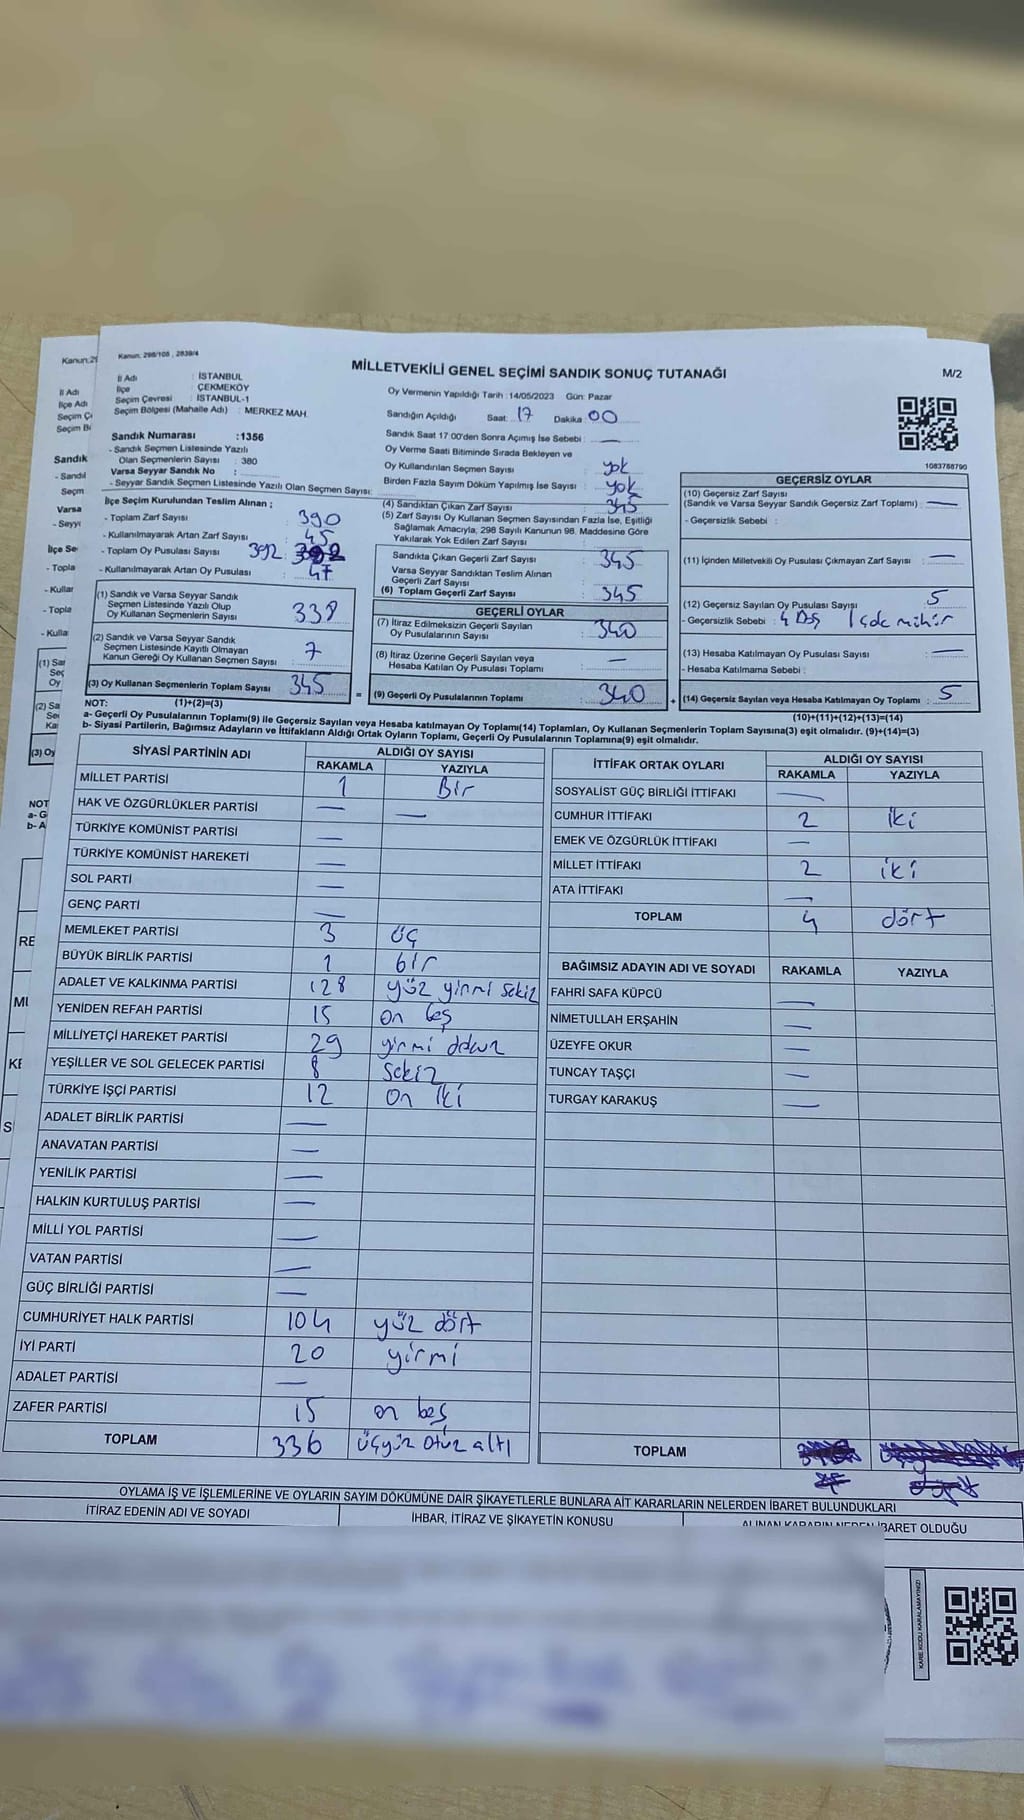 Kanun: 298/105 , 2839/4
MİLLETVEKİLİ GENEL SEÇİMİ SANDIK SONUÇ TUTANAĞI
M/2
İl Adı : İSTANBUL
İlçe : ÇEKMEKÖY
Seçim Çevresi : İSTANBUL-1
Seçim Bölgesi (Mahalle Adı) : MERKEZ MAH.
Oy Vermenin Yapıldığı Tarih :14/05/2023 Gün: Pazar
Sandığın Açıldığı Saat: 17 Dakika 00
Sandık Saat 17:00'den Sonra Açımış İse Sebebi : —
Oy Verme Saati Bitiminde Sırada Bekleyen ve
Oy Kullandırılan Seçmen Sayısı : yok
Birden Fazla Sayım Döküm Yapılmış İse Sayısı : yok
1083788790
Sandık Numarası :1356
- Sandık Seçmen Listesinde Yazılı
Olan Seçmenlerin Sayısı : 380
Varsa Seyyar Sandık No :
- Seyyar Sandık Seçmen Listesinde Yazılı Olan Seçmen Sayısı:
İlçe Seçim Kurulundan Teslim Alınan ;
- Toplam Zarf Sayısı : 390
- Kullanılmayarak Artan Zarf Sayısı : 45
- Toplam Oy Pusulası Sayısı 392
- Kullanılmayarak Artan Oy Pusulası : 47
(1) Sandık ve Varsa Seyyar Sandık
Seçmen Listesinde Yazılı Olup
Oy Kullanan Seçmenlerin Sayısı : 338
(2) Sandık ve Varsa Seyyar Sandık
Seçmen Listesinde Kayıtlı Olmayan
Kanun Gereği Oy Kullanan Seçmen Sayısı : 7
(3) Oy Kullanan Seçmenlerin Toplam Sayısı : 345
(1)+(2)=(3)
(4) Sandıktan Çıkan Zarf Sayısı : 345
(5) Zarf Sayısı Oy Kullanan Seçmen Sayısından Fazla İse, Eşitliği
Sağlamak Amacıyla, 298 Sayılı Kanunun 98. Maddesine Göre
Yakılarak Yok Edilen Zarf Sayısı :
Sandıkta Çıkan Geçerli Zarf Sayısı : 345
Varsa Seyyar Sandıktan Teslim Alınan
Geçerli Zarf Sayısı :
(6) Toplam Geçerli Zarf Sayısı : 345
GEÇERLİ OYLAR
(7) İtiraz Edilmeksizin Geçerli Sayılan
Oy Pusulalarının Sayısı : 340
(8) İtiraz Üzerine Geçerli Sayılan veya
Hesaba Katılan Oy Pusulası Toplamı : —
= (9) Geçerli Oy Pusulalarının Toplamı : 340
GEÇERSİZ OYLAR
(10) Geçersiz Zarf Sayısı
(Sandık ve Varsa Seyyar Sandık Geçersiz Zarf Toplamı) : —
- Geçersizlik Sebebi :
(11) İçinden Milletvekili Oy Pusulası Çıkmayan Zarf Sayısı : —
(12) Geçersiz Sayılan Oy Pusulası Sayısı : 5
- Geçersizlik Sebebi : 4 Boş 1 çok mühür
(13) Hesaba Katılmayan Oy Pusulası Sayısı : —
- Hesaba Katılmama Sebebi :
+ (14) Geçersiz Sayılan veya Hesaba Katılmayan Oy Toplamı : 5
(10)+(11)+(12)+(13)=(14)
NOT:
a- Geçerli Oy Pusulalarının Toplamı(9) ile Geçersiz Sayılan veya Hesaba katılmayan Oy Toplamı(14) Toplamları, Oy Kullanan Seçmenlerin Toplam Sayısına(3) eşit olmalıdır. (9)+(14)=(3)
b- Siyasi Partilerin, Bağımsız Adayların ve İttifakların Aldığı Ortak Oyların Toplamı, Geçerli Oy Pusulalarının Toplamına(9) eşit olmalıdır.
SİYASİ PARTİNİN ADI ALDIĞI OY SAYISI
RAKAMLA YAZIYLA
MİLLET PARTİSİ 1 Bir
HAK VE ÖZGÜRLÜKLER PARTİSİ — —
TÜRKİYE KOMÜNİST PARTİSİ —
TÜRKİYE KOMÜNİST HAREKETİ —
SOL PARTİ —
GENÇ PARTİ —
MEMLEKET PARTİSİ 3 üç
BÜYÜK BİRLİK PARTİSİ 1 bir
ADALET VE KALKINMA PARTİSİ 128 yüz yirmi sekiz
YENİDEN REFAH PARTİSİ 15 on beş
MİLLİYETÇİ HAREKET PARTİSİ 29 yirmi dokuz
YEŞİLLER VE SOL GELECEK PARTİSİ 8 sekiz
TÜRKİYE İŞÇİ PARTİSİ 12 on iki
ADALET BİRLİK PARTİSİ —
ANAVATAN PARTİSİ —
YENİLİK PARTİSİ —
HALKIN KURTULUŞ PARTİSİ —
MİLLİ YOL PARTİSİ —
VATAN PARTİSİ —
GÜÇ BİRLİĞİ PARTİSİ —
CUMHURİYET HALK PARTİSİ 104 yüz dört
İYİ PARTİ 20 yirmi
ADALET PARTİSİ —
ZAFER PARTİSİ 15 on beş
TOPLAM 336 üçyüz otuz altı
İTTİFAK ORTAK OYLARI ALDIĞI OY SAYISI
RAKAMLA YAZIYLA
SOSYALİST GÜÇ BİRLİĞİ İTTİFAKI —
CUMHUR İTTİFAKI 2 iki
EMEK VE ÖZGÜRLÜK İTTİFAKI —
MİLLET İTTİFAKI 2 iki
ATA İTTİFAKI —
TOPLAM 4 dört
BAĞIMSIZ ADAYIN ADI VE SOYADI RAKAMLA YAZIYLA
FAHRİ SAFA KÜPCÜ —
NİMETULLAH ERŞAHİN —
ÜZEYFE OKUR —
TUNCAY TAŞÇI —
TURGAY KARAKUŞ —
TOPLAM
OYLAMA İŞ VE İŞLEMLERİNE VE OYLARIN SAYIM DÖKÜMÜNE DAİR ŞİKAYETLERLE BUNLARA AİT KARARLARIN NELERDEN İBARET BULUNDUKLARI
İTİRAZ EDENİN ADI VE SOYADI
İHBAR, İTİRAZ VE ŞİKAYETİN KONUSU
ALINAN KARARIN NEDEN İBARET OLDUĞU
KARE KODU KARALAMAYINIZ!